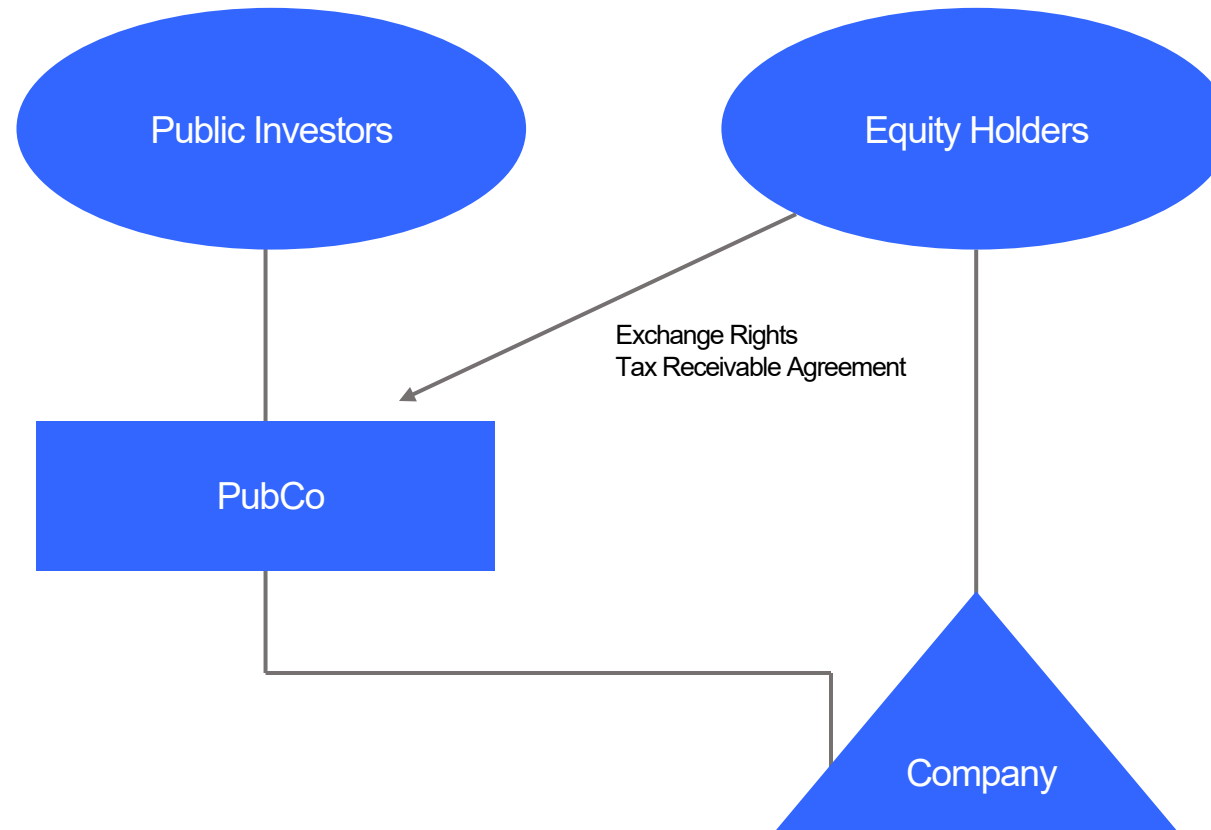 Public Investors
Equity Holders
Exchange Rights
Tax Receivable Agreement
PubCo
Company